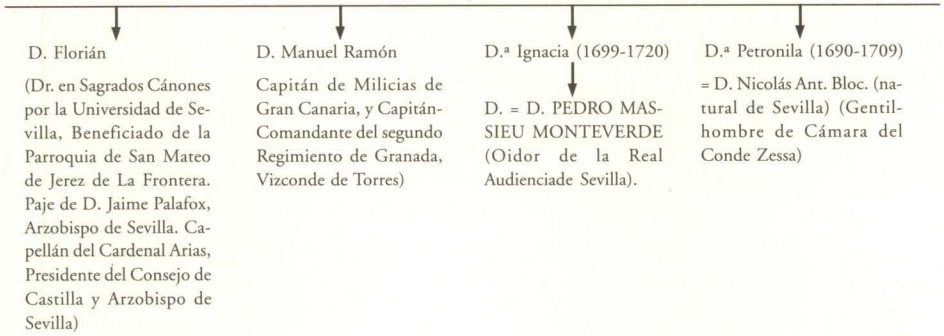 D. Florián
(Dr. en Sagrados Cánones
por la Universidad de Se-
villa, Beneficiado de la
Parroquia de San Mateo
de Jerez de La Frontera.
Paje de D. Jaime Palafox,
Arzobispo de Sevilla. Ca-
pellán del Cardenal Arias,
Presidente del Consejo de
Castilla y Arzobispo de
Sevilla)
D. Manuel Ramón
Capitán de Milicias de
Gran Canaria, y Capitán-
Comandante del segundo
Regimiento de Granada,
Vizconde de Torres)
D.ª Ignacia (1699-1720)
D. = D. PEDRO MAS-
SIEU MONTEVERDE
(Oidor de la Real
Audienciade Sevilla).
D.ª Petronila (1690-1709)
= D. Nicolás Ant. Bloc. (na-
tural de Sevilla) (Gentil-
hombre de Cámara del
Conde Zessa)